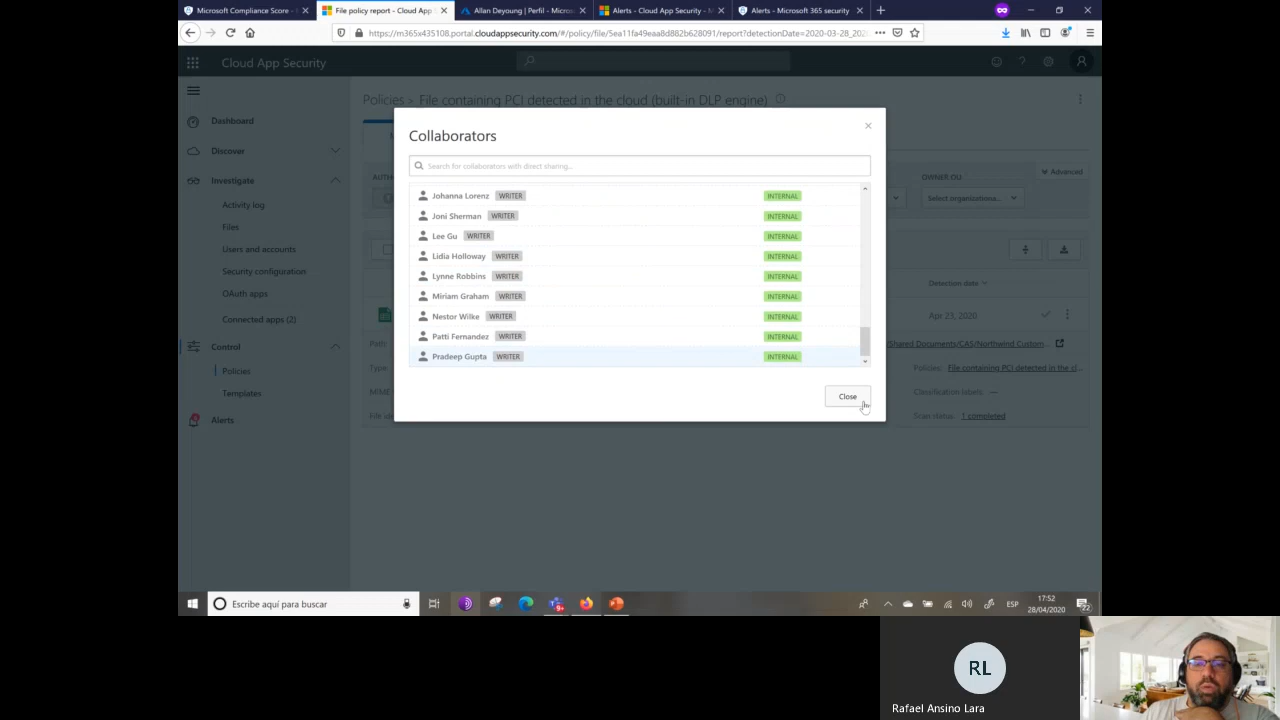 Microsoft Compliance Score -
File policy report - Cloud App
Allan Deyoung | Perfil - Micros
Alerts - Cloud App Security - M
Alerts - Microsoft 365 security
https://m365x435108.portal.cloudappsecurity.com/#/policy/file/5ea11fa49eaa8d882b628091/report?detectionDate=2020-03-28_202
Cloud App Security
Dashboard
Discover
Investigate
Activity log
Files
Users and accounts
Security configuration
OAuth apps
Connected apps (2)
Control
Policies
Templates
Alerts
Policies > File containing PCI detected in the cloud (built-in DLP engine)
Collaborators
Search for collaborators with direct sharing...
Johanna Lorenz WRITER INTERNAL
Joni Sherman WRITER INTERNAL
Lee Gu WRITER INTERNAL
Lidia Holloway WRITER INTERNAL
Lynne Robbins WRITER INTERNAL
Miriam Graham WRITER INTERNAL
Nestor Wilke WRITER INTERNAL
Patti Fernandez WRITER INTERNAL
Pradeep Gupta WRITER INTERNAL
Close
OWNER OU:
Advanced
Select organizationa...
Detection date
Apr 23, 2020
Path
/Shared Documents/CAS/Northwind Custom...
Type
Policies: File containing PCI detected in the cl...
MIME
Classification labels: —
File ide
Scan status: 1 completed
Escribe aquí para buscar
ESP
17:52
28/04/2020
22
RL
Rafael Ansino Lara